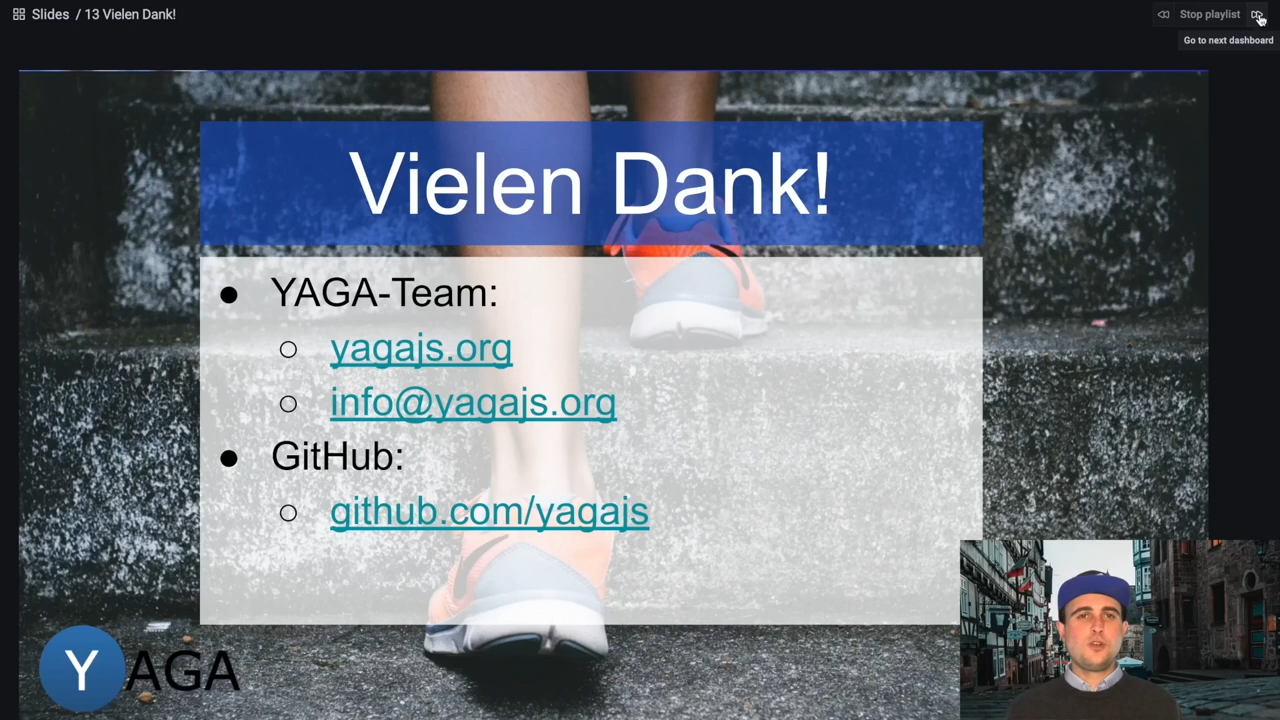 Slides / 13 Vielen Dank!
Stop playlist
Go to next dashboard
Vielen Dank!
● YAGA-Team:
○ yagajs.org
○ info@yagajs.org
● GitHub:
○ github.com/yagajs
YAGA